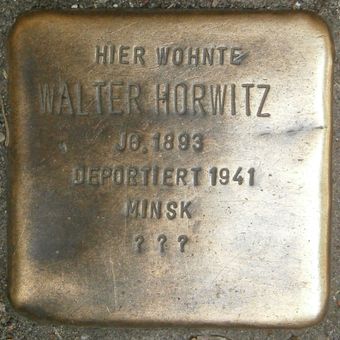 HIER WOHNTE
WALTER HORWITZ
JG. 1893
DEPORTIERT 1941
MINSK
? ? ?